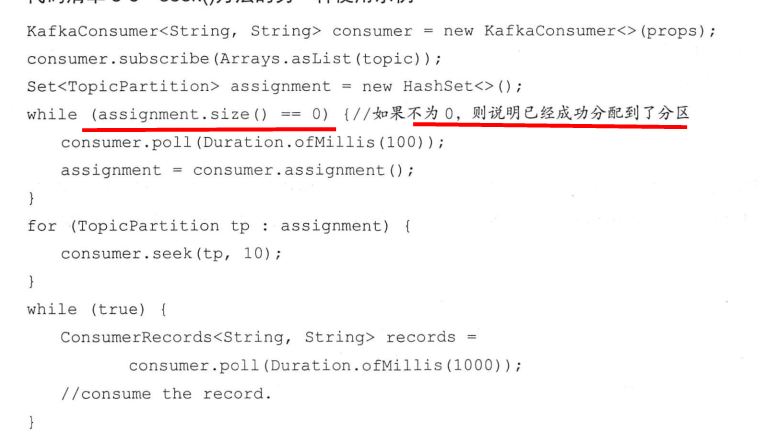 KafkaConsumer<String, String> consumer = new KafkaConsumer<>(props);
consumer.subscribe(Arrays.asList(topic));
Set<TopicPartition> assignment = new HashSet<>();
while (assignment.size() == 0) {//如果不为 0，则说明已经成功分配到了分区
consumer.poll(Duration.ofMillis(100));
assignment = consumer.assignment();
}
for (TopicPartition tp : assignment) {
consumer.seek(tp, 10);
}
while (true) {
ConsumerRecords<String, String> records =
consumer.poll(Duration.ofMillis(1000));
//consume the record.
}